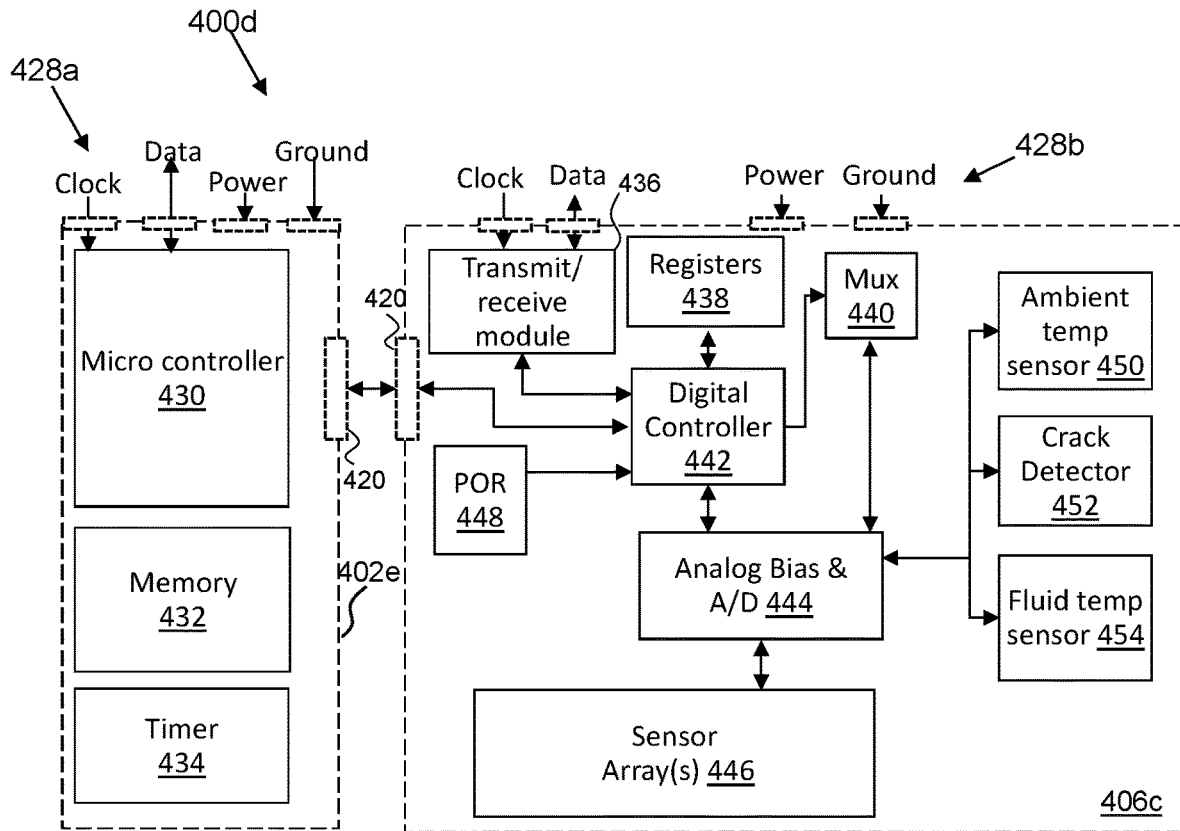 400d
428a
Data
Ground
Clock
Power
428b
Clock
Data
436
Power
Ground
Transmit/
receive
module
Registers
438
Mux
440
Ambient
temp
sensor 450
Micro controller
430
420
420
Digital
Controller
442
Crack
Detector
452
POR
448
Memory
432
402e
Analog Bias &
A/D 444
Fluid temp
sensor 454
Timer
434
Sensor
Array(s) 446
406c